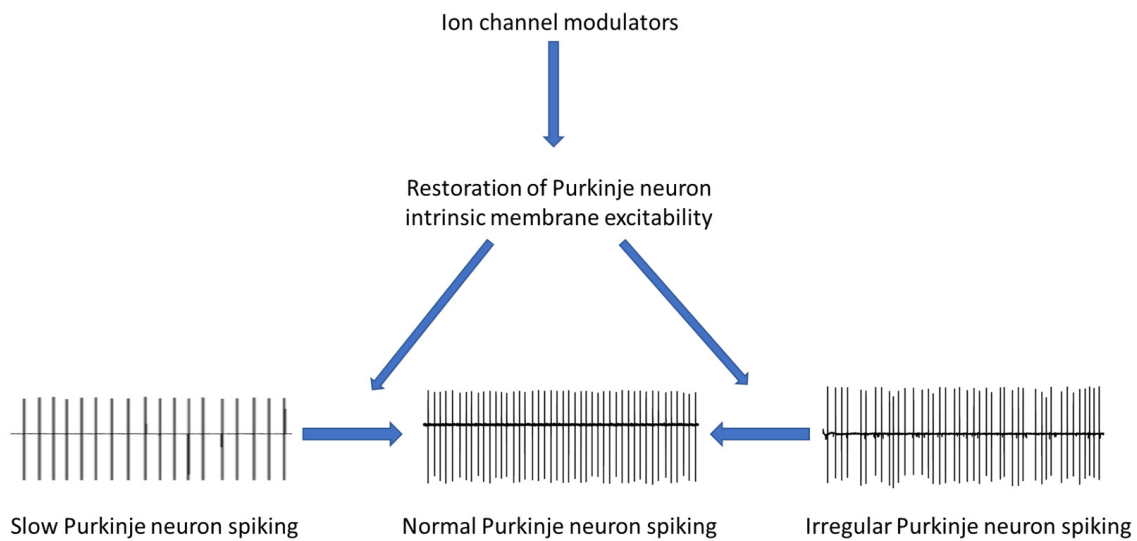 Ion channel modulators
Restoration of Purkinje neuron
intrinsic membrane excitability
Slow Purkinje neuron spiking
Normal Purkinje neuron spiking
Irregular Purkinje neuron spiking